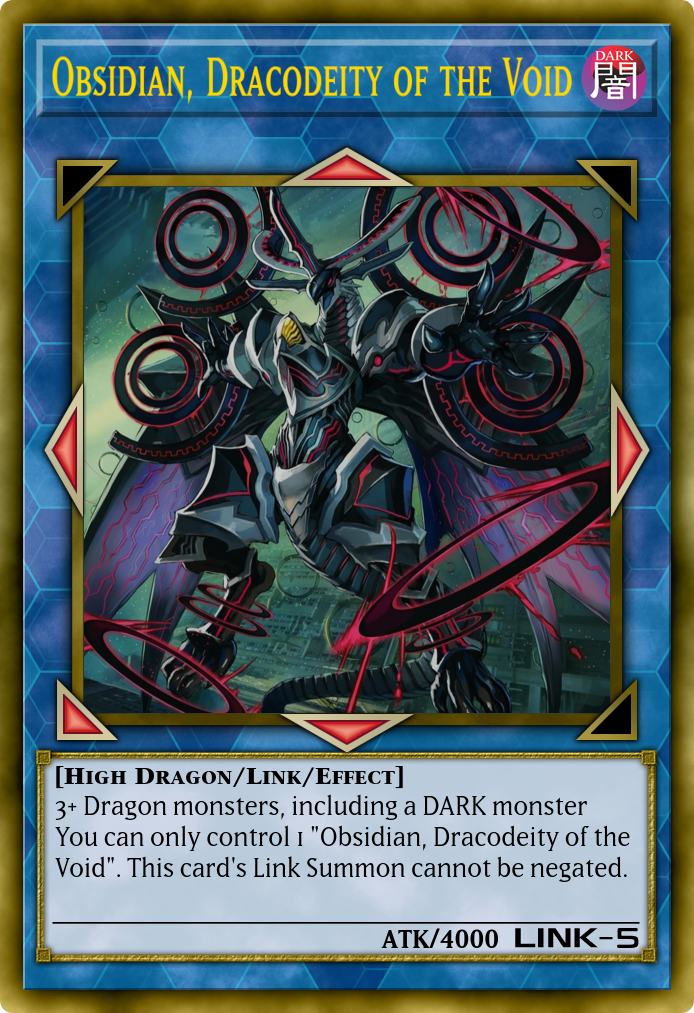 Obsidian, Dracodeity of the Void
DARK
闇
[High Dragon/Link/Effect]
3+ Dragon monsters, including a DARK monster
You can only control 1 "Obsidian, Dracodeity of the
Void". This card's Link Summon cannot be negated.
ATK/4000 LINK-5